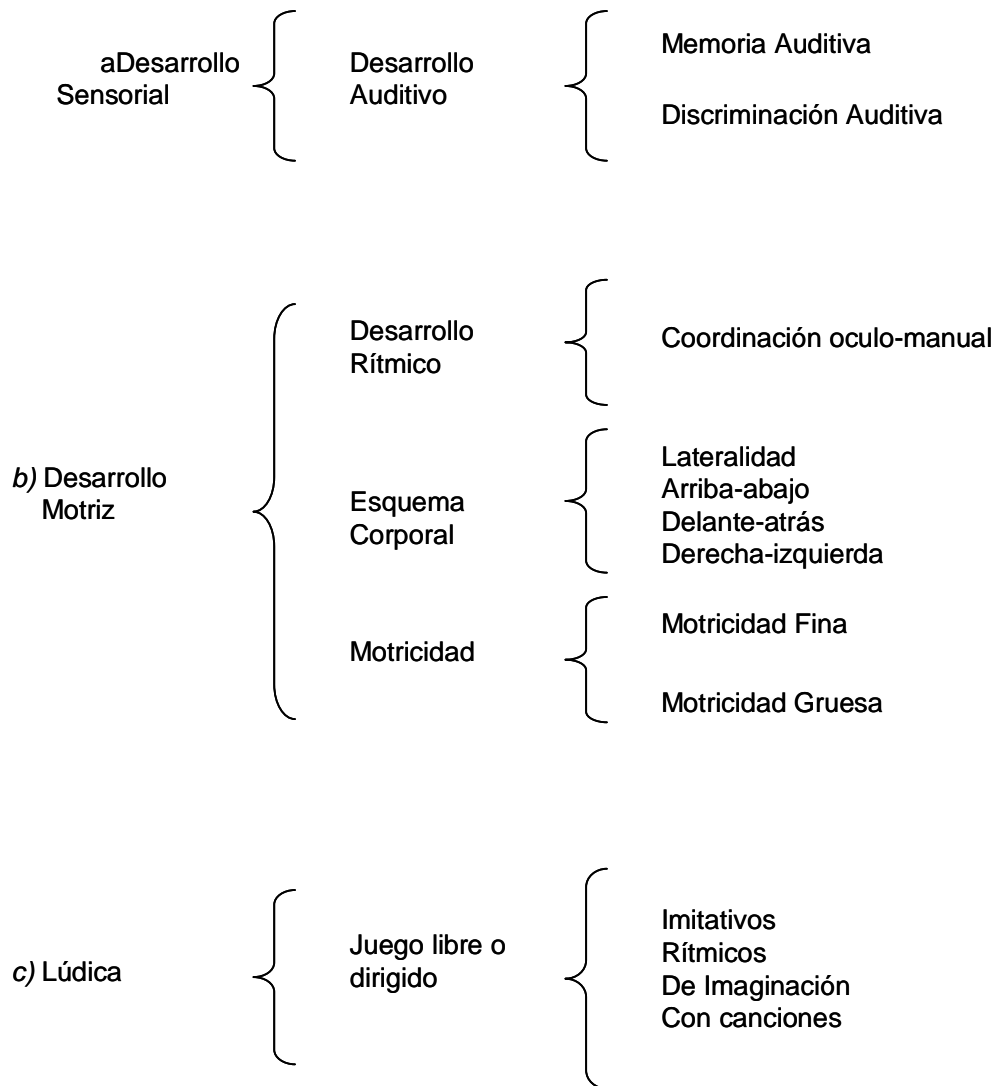 aDesarrollo
Sensorial
Desarrollo
Auditivo
Memoria Auditiva
Discriminación Auditiva
b) Desarrollo
Motriz
Desarrollo
Rítmico
Coordinación oculo-manual
Esquema
Corporal
Lateralidad
Arriba-abajo
Delante-atrás
Derecha-izquierda
Motricidad
Motricidad Fina
Motricidad Gruesa
c) Lúdica
Juego libre o
dirigido
Imitativos
Rítmicos
De Imaginación
Con canciones